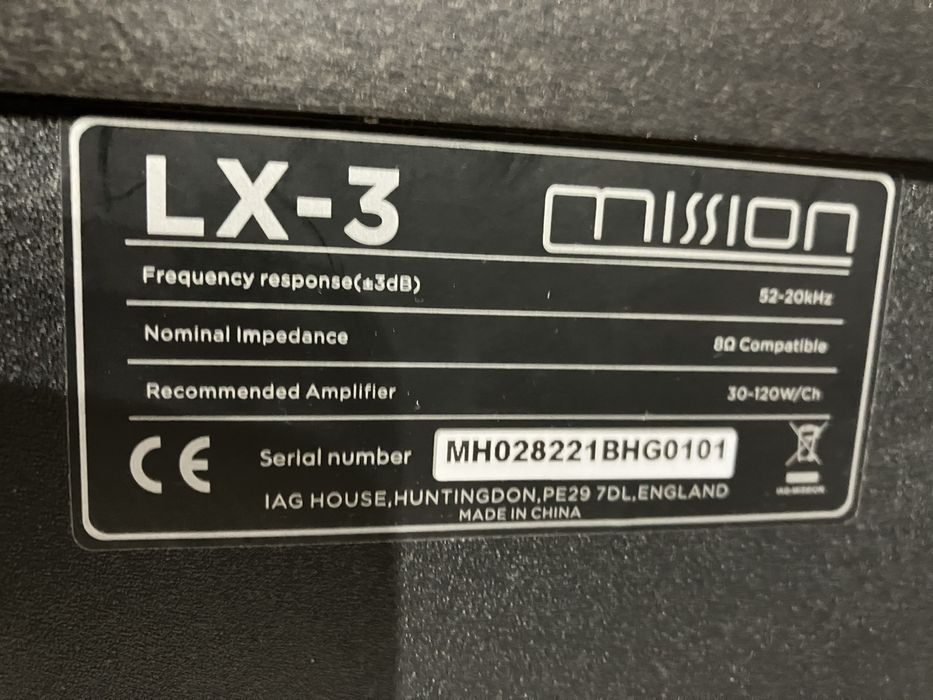 LX-3 mission
Frequency response(±3dB) 52-20kHz
Nominal Impedance 8Ω Compatible
Recommended Amplifier 30-120W/Ch
CE Serial number MH028221BHG0101
IAG HOUSE,HUNTINGDON,PE29 7DL,ENGLAND
MADE IN CHINA